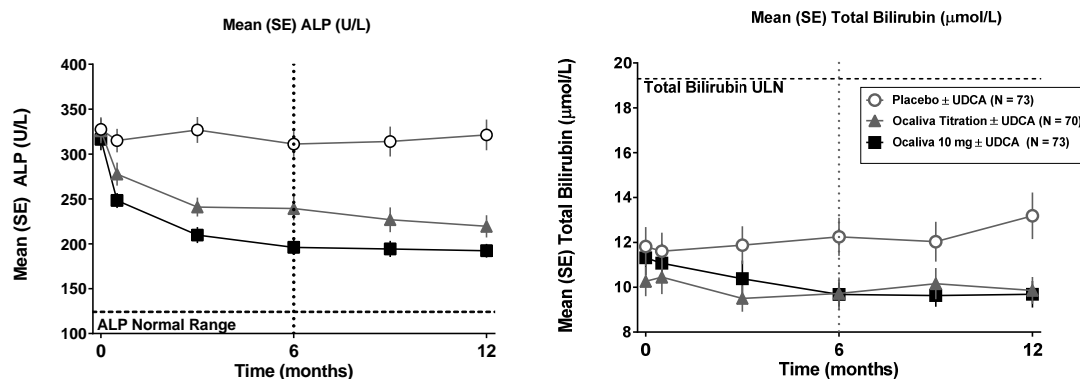 Mean (SE) ALP (U/L)
Mean (SE) ALP (U/L)
400
350
300
250
200
150
100
ALP Normal Range
0
6
12
Time (months)
Mean (SE) Total Bilirubin (μmol/L)
Mean (SE) Total Bilirubin (μmol/L)
20
18
16
14
12
10
8
Total Bilirubin ULN
Placebo ± UDCA (N = 73)
Ocaliva Titration ± UDCA (N = 70)
Ocaliva 10 mg ± UDCA (N = 73)
0
6
12
Time (months)